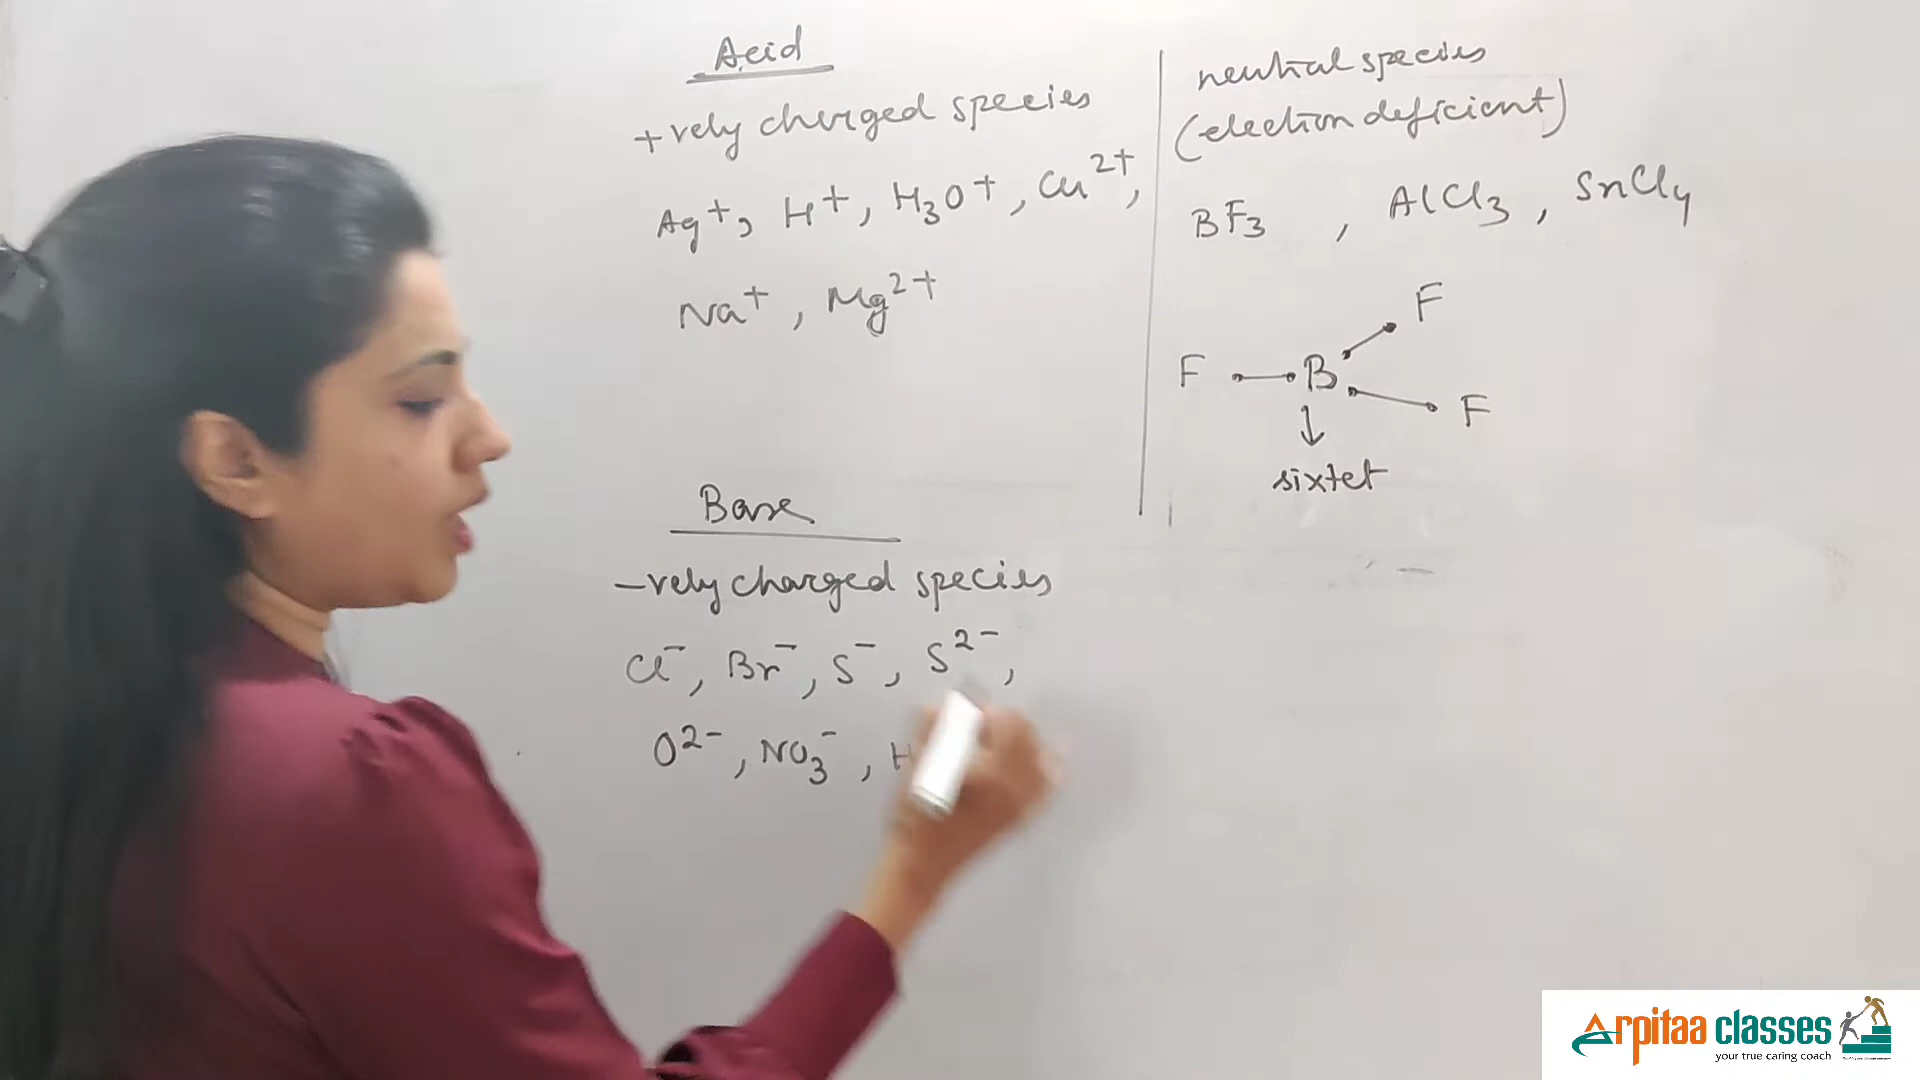 Acid
+vely charged species
Ag+, H+, H3O+, Cu2+,
Na+, Mg2+
neutral species
(electron deficient)
BF3 , AlCl3, SnCl4
F
F B
F
↓
sixtet
Base
-vely charged species
Cl-, Br-, S-, S2-,
O2-, NO3-, H
Arpitaa classes
your true caring coach